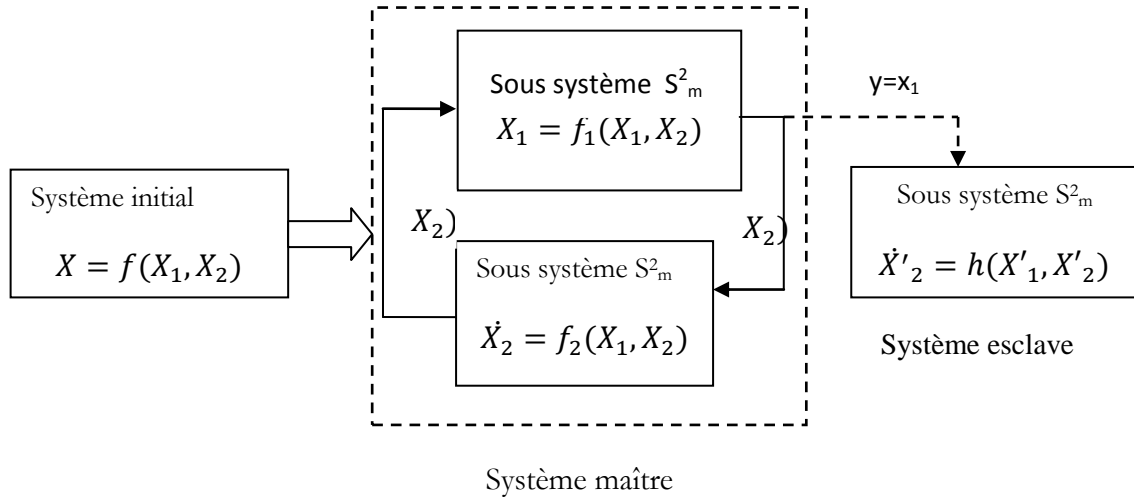 Système initial
X = f(X₁, X₂)
Sous système S²ₘ
X₁ = f₁(X₁, X₂)
X₂)
X₂)
Sous système S²ₘ
Ẋ₂ = f₂(X₁, X₂)
Système maître
y=x₁
Sous système S²ₘ
Ẋ'₂ = h(X'₁, X'₂)
Système esclave